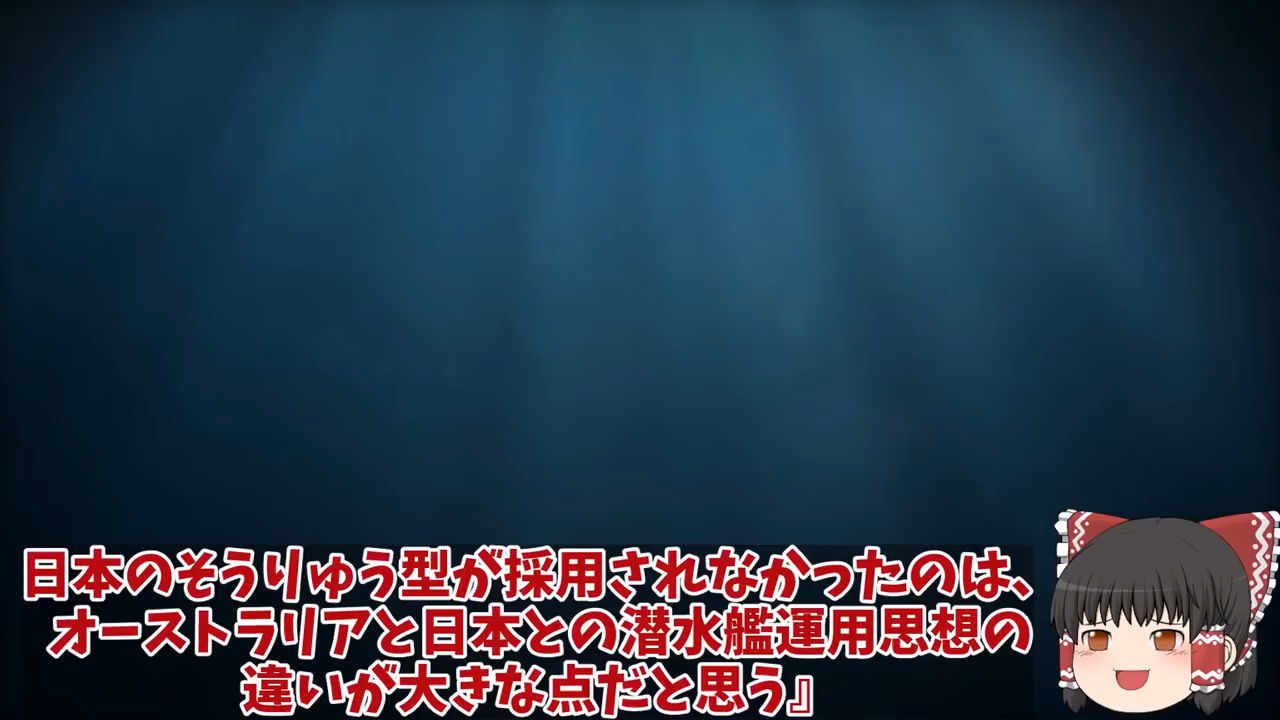 日本のそうりゅう型が採用されなかったのは、
オーストラリアと日本との潜水艦運用思想の
違いが大きな点だと思う』